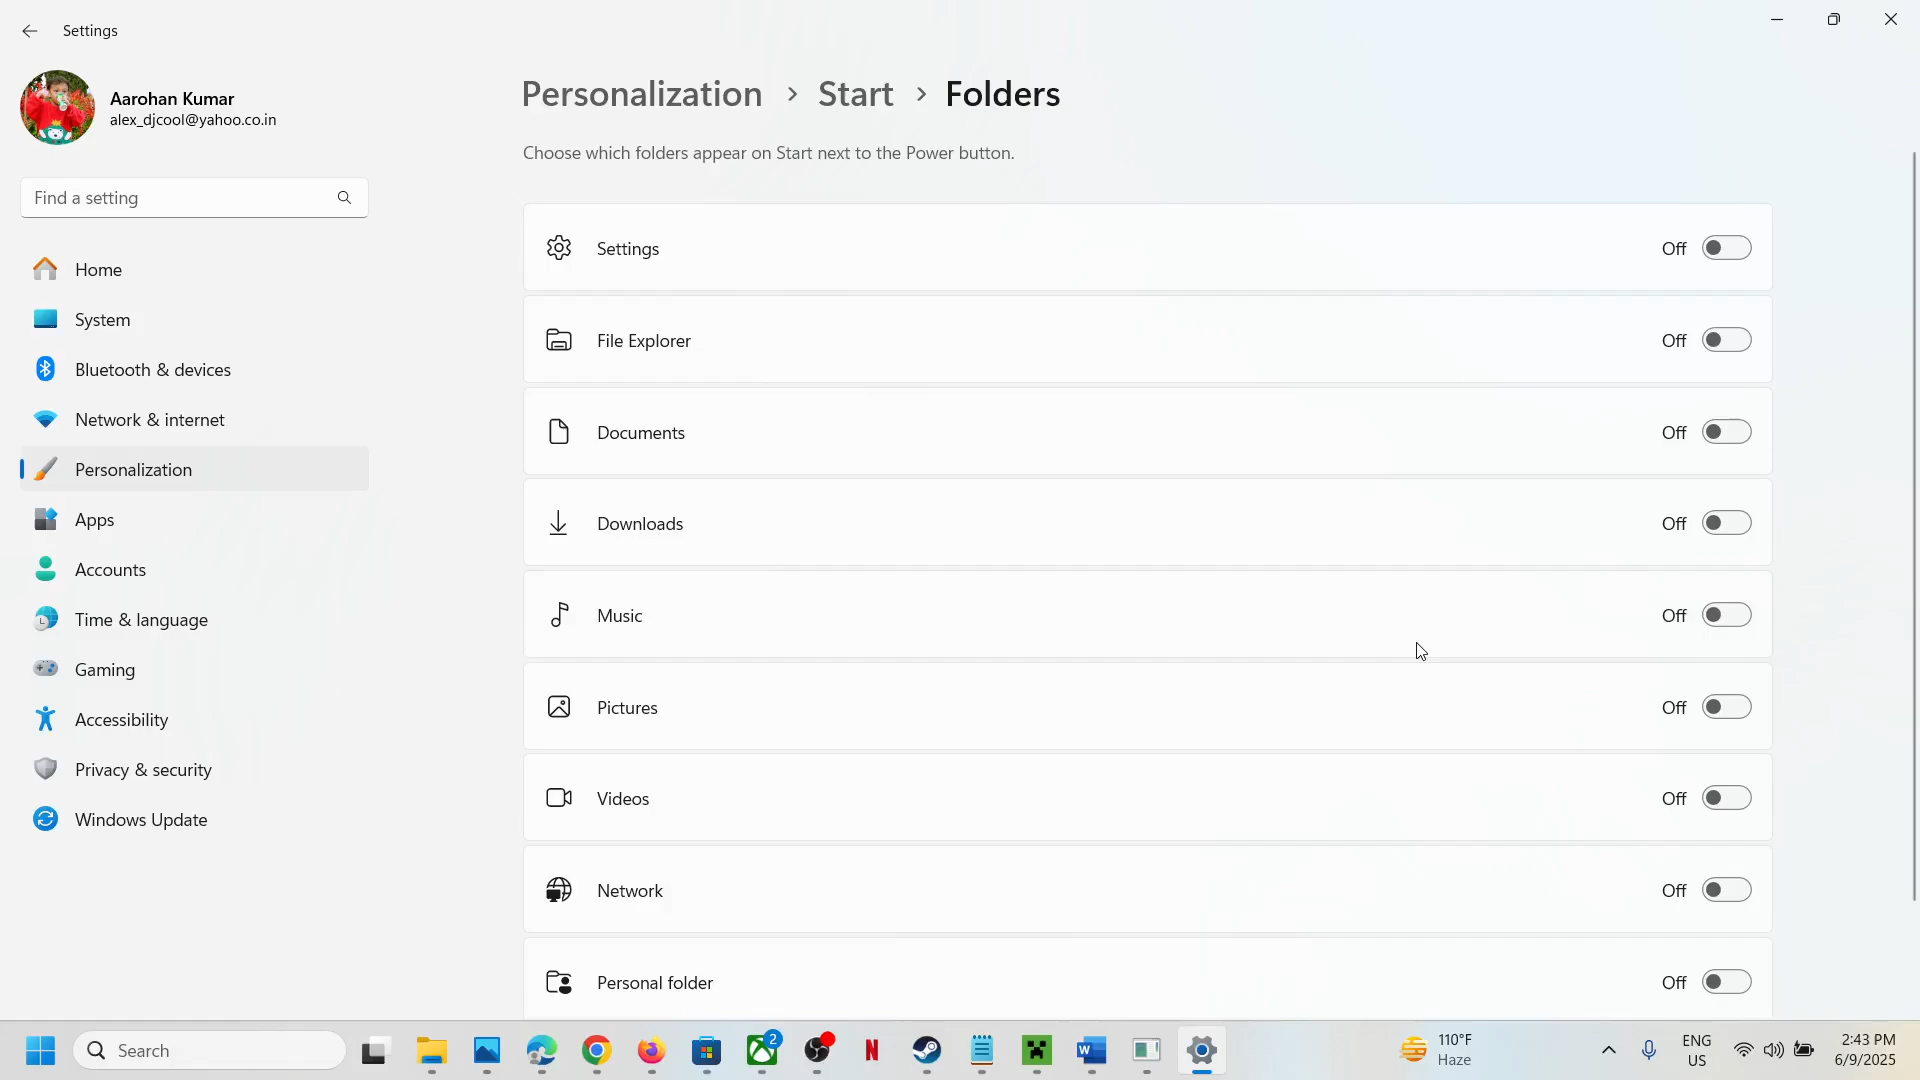 Settings
Aarohan Kumar
alex_djcool@yahoo.co.in
Find a setting
Home
System
Bluetooth & devices
Network & internet
Personalization
Apps
Accounts
Time & language
Gaming
Accessibility
Privacy & security
Windows Update
Personalization > Start > Folders
Choose which folders appear on Start next to the Power button.
Settings Off
File Explorer Off
Documents Off
Downloads Off
Music Off
Pictures Off
Videos Off
Network Off
Personal folder Off
Search
2
N
W
110°F
Haze
ENG
US
2:43 PM
6/9/2025